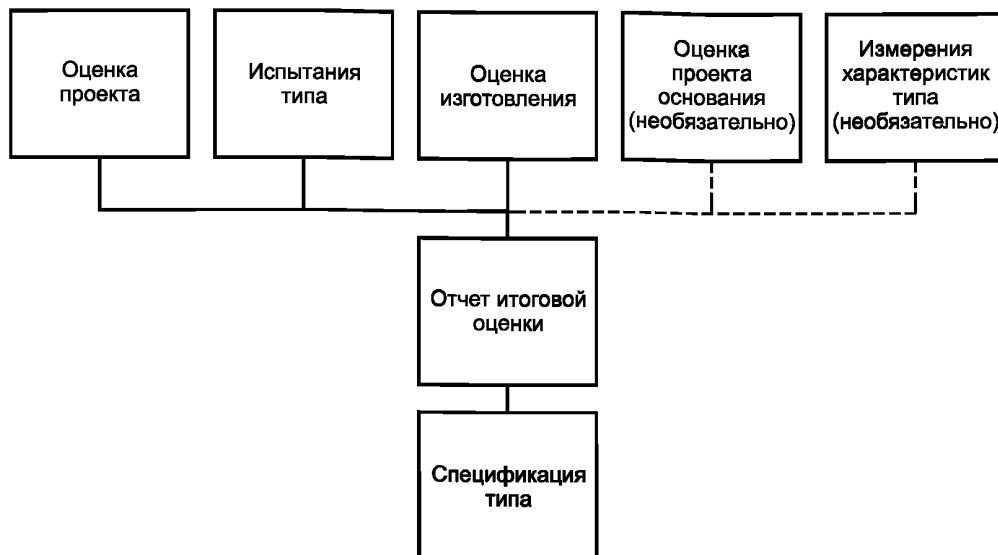 Оценка
проекта
Испытания
типа
Оценка
изготовления
Оценка
проекта
основания
(необязательно)
Измерения
характеристик
типа
(необязательно)
Отчет итоговой
оценки
Спецификация
типа